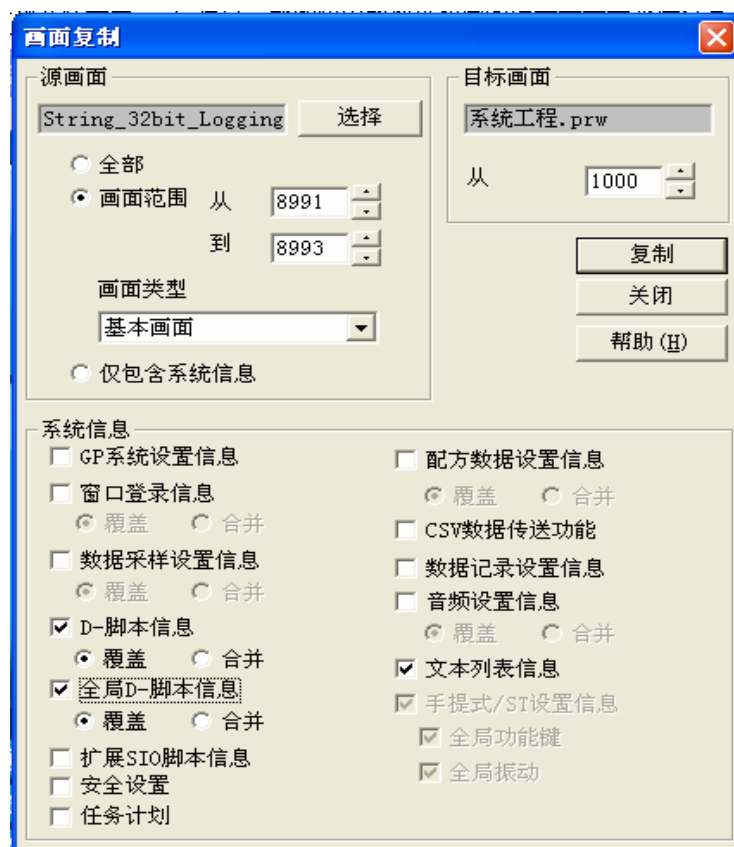 画面复制
源画面
String_32bit_Logging 选择
全部
画面范围 从 8991
到 8993
画面类型
基本画面
仅包含系统信息
目标画面
系统工程.prw
从 1000
复制
关闭
帮助(H)
系统信息
GP系统设置信息
窗口登录信息
覆盖 合并
数据采样设置信息
覆盖 合并
D-脚本信息
覆盖 合并
全局D-脚本信息
覆盖 合并
扩展SIO脚本信息
安全设置
任务计划
配方数据设置信息
覆盖 合并
CSV数据传送功能
数据记录设置信息
音频设置信息
覆盖 合并
文本列表信息
手提式/ST设置信息
全局功能键
全局振动